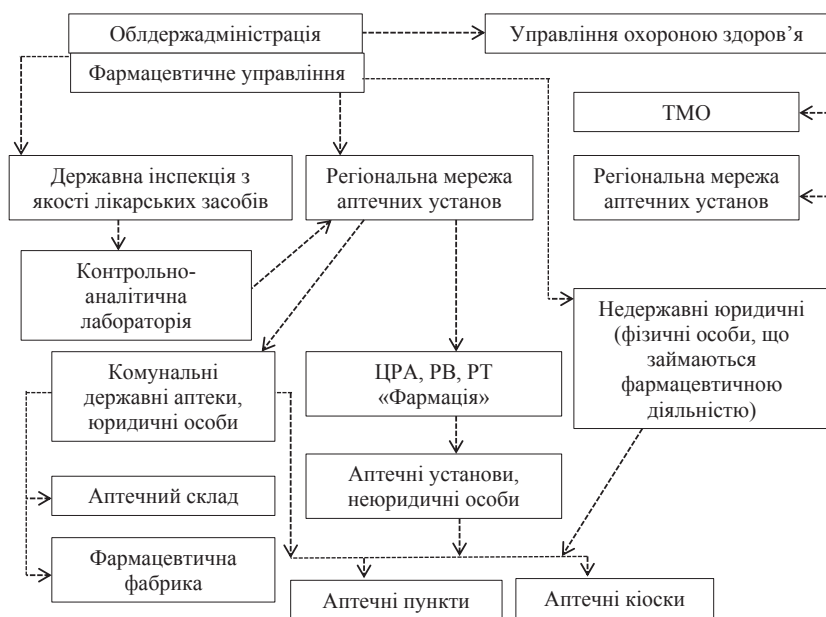 Облдержадміністрація
Управління охороною здоров’я
Фармацевтичне управління
ТМО
Державна інспекція з
якості лікарських засобів
Регіональна мережа
аптечних установ
Регіональна мережа
аптечних установ
Контрольно-
аналітична
лабораторія
Недержавні юридичні
(фізичні особи, що
займаються
фармацевтичною
діяльністю)
Комунальні
державні аптеки,
юридичні особи
ЦРА, РВ, РТ
«Фармація»
Аптечні установи,
неюридичні особи
Аптечний склад
Фармацевтична
фабрика
Аптечні пункти
Аптечні кіоски